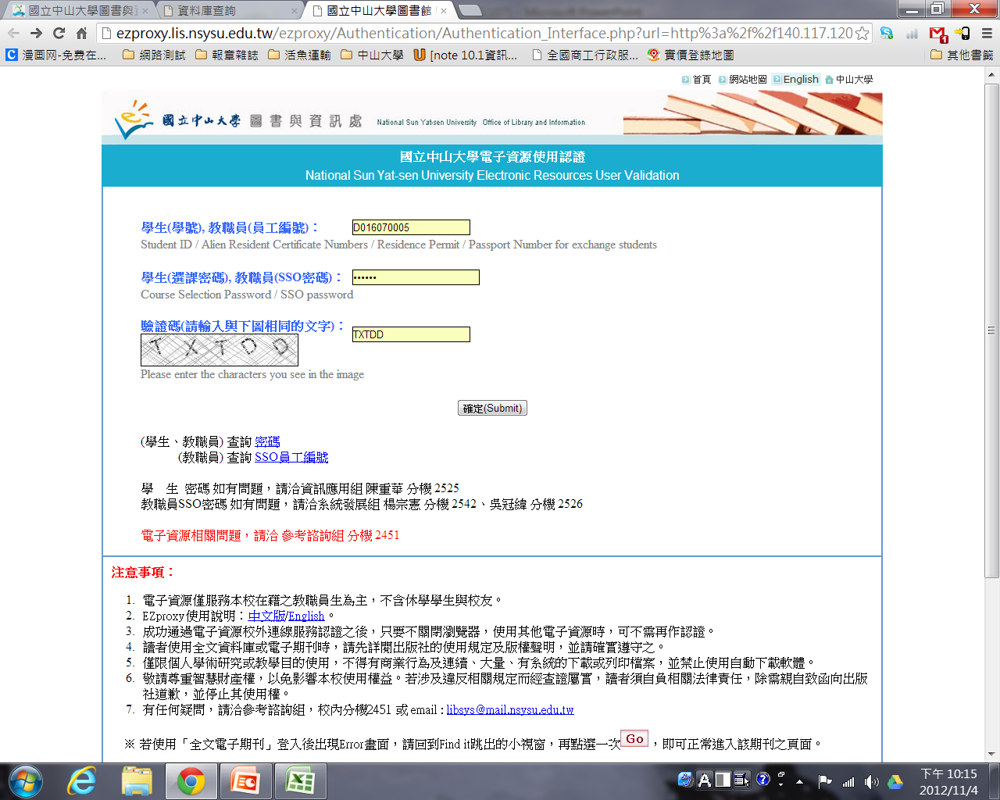 國立中山大學圖書與資
資料庫查詢
國立中山大學圖書館
ezproxy.lis.nsysu.edu.tw/ezproxy/Authentication/Authentication_Interface.php?url=http%3a%2f%2f140.117.120
漫画网-免费在... 網路測試 報章雜誌 活魚運輸 中山大學 [note 10.1資訊... 全國商工行政服... 實價登錄地圖 其他書籤
首頁 網站地圖 English 中山大學
國立中山大學 圖書與資訊處 National Sun Yat-sen University Office of Library and Information
國立中山大學電子資源使用認證
National Sun Yat-sen University Electronic Resources User Validation
學生(學號), 教職員(員工編號)： D016070005
Student ID / Alien Resident Certificate Numbers / Residence Permit / Passport Number for exchange students
學生(選課密碼), 教職員(SSO密碼)： ••••••
Course Selection Password / SSO password
驗證碼(請輸入與下圖相同的文字)： TXTDD
T X T D D
Please enter the characters you see in the image
確定(Submit)
(學生、教職員) 查詢 密碼
(教職員) 查詢 SSO員工編號
學 生 密碼 如有問題，請洽資訊應用組 陳重華 分機 2525
教職員SSO密碼 如有問題，請洽系統發展組 楊宗憲 分機 2542、吳冠緯 分機 2526
電子資源相關問題，請洽 參考諮詢組 分機 2451
注意事項：
1. 電子資源僅服務本校在籍之教職員生為主，不含休學學生與校友。
2. EZproxy使用說明：中文版/English。
3. 成功通過電子資源校外連線服務認證之後，只要不關閉瀏覽器，使用其他電子資源時，可不需再作認證。
4. 讀者使用全文資料庫或電子期刊時，請先詳閱出版社的使用規定及版權聲明，並請確實遵守之。
5. 僅限個人學術研究或教學目的使用，不得有商業行為及連續、大量、有系統的下載或列印檔案，並禁止使用自動下載軟體。
6. 敬請尊重智慧財產權，以免影響本校使用權益。若涉及違反相關規定而經查證屬實，讀者須自負相關法律責任，除需親自致函向出版
社道歉，並停止其使用權。
7. 有任何疑問，請洽參考諮詢組，校內分機2451 或 email : libsys@mail.nsysu.edu.tw
※ 若使用「全文電子期刊」登入後出現Error畫面，請回到Find it跳出的小視窗，再點選一次 Go ，即可正常進入該期刊之頁面。
下午 10:15
2012/11/4